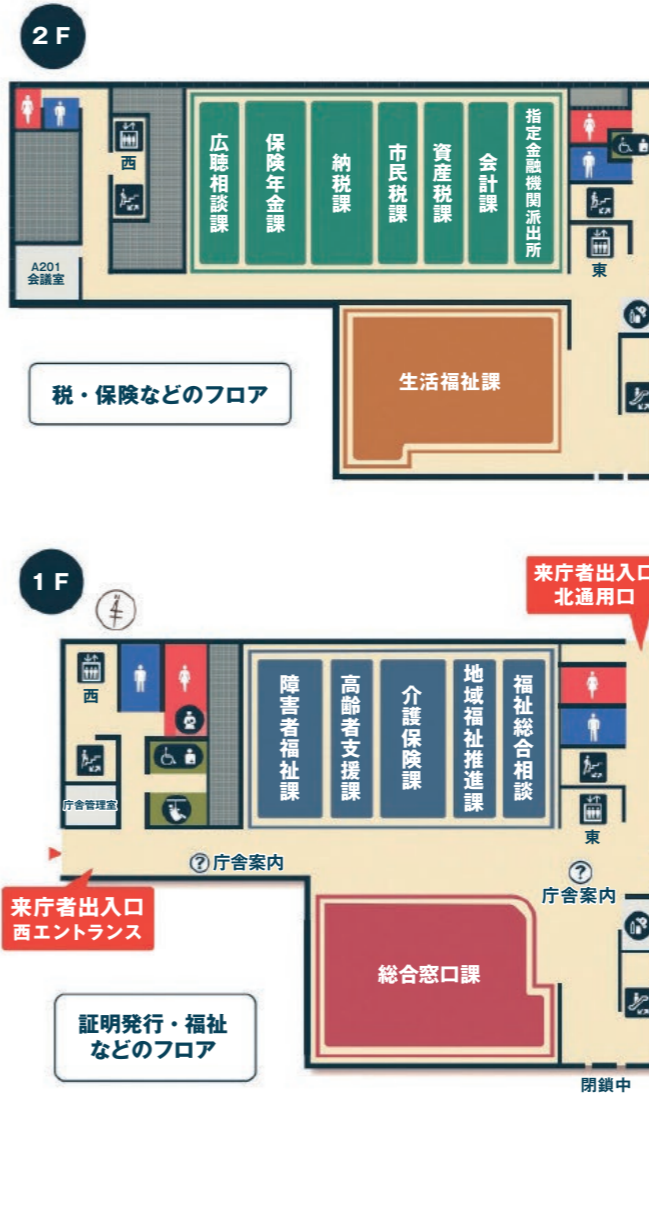 2F
西
広聴相談課
保険年金課
納税課
市民税課
資産税課
会計課
指定金融機関派出所
東
A201
会議室
生活福祉課
税・保険などのフロア
1F
来庁者出入口
北通用口
西
障害者福祉課
高齢者支援課
介護保険課
地域福祉推進課
福祉総合相談
庁舎管理室
東
?庁舎案内
?
庁舎案内
来庁者出入口
西エントランス
総合窓口課
証明発行・福祉
などのフロア
閉鎖中